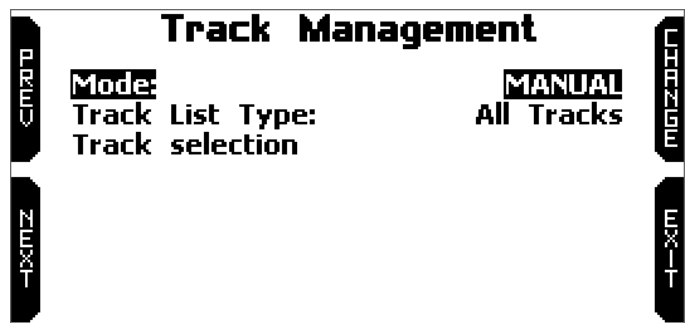 Track Management
PREV
CHANGE
Mode: MANUAL
Track List Type: All Tracks
Track selection
NEXT
EXIT